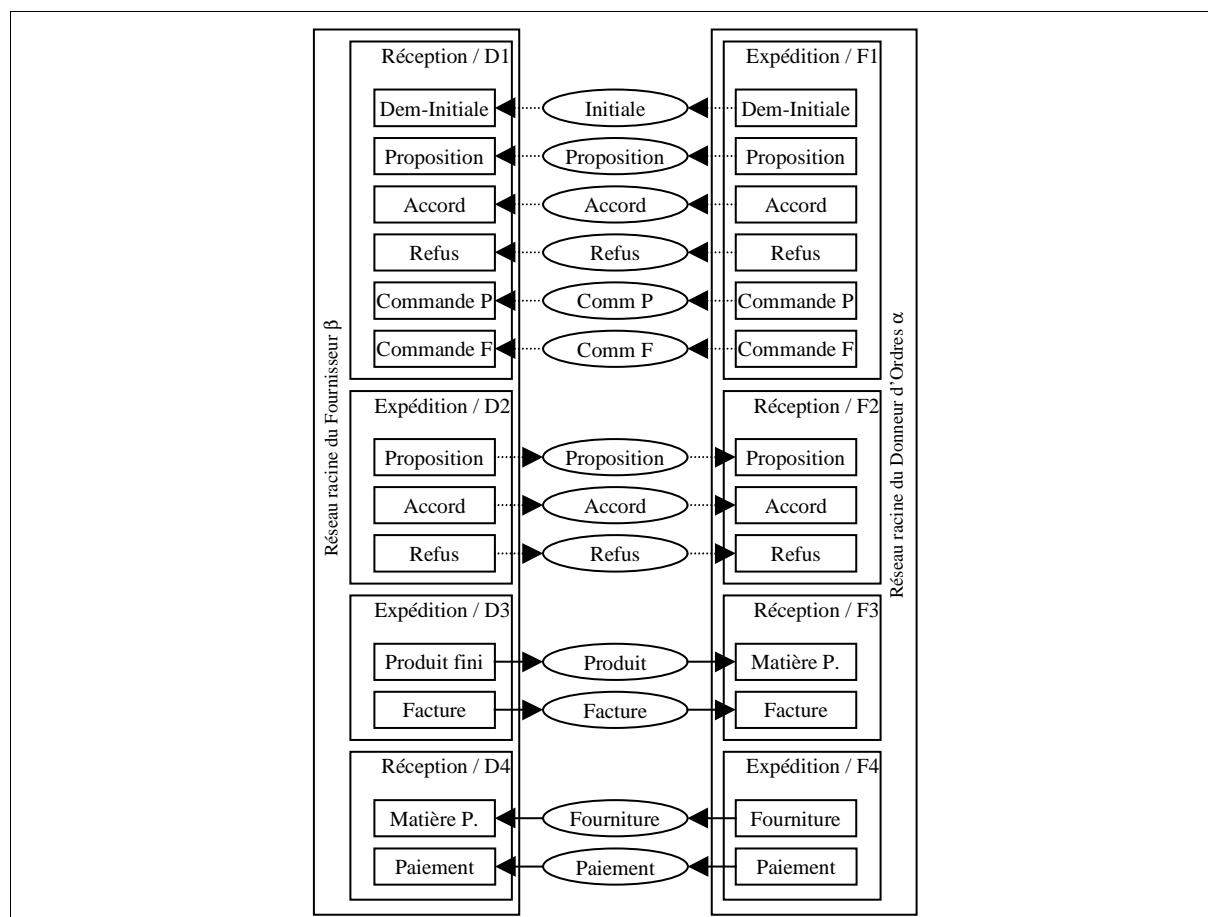 Réception / D1
Expédition / F1
Dem-Initiale
Initiale
Dem-Initiale
Proposition
Proposition
Proposition
Accord
Accord
Accord
Refus
Refus
Refus
Commande P
Comm P
Commande P
Commande F
Comm F
Commande F
Réseau racine du Fournisseur β
Réseau racine du Donneur d'Ordres α
Expédition / D2
Réception / F2
Proposition
Proposition
Proposition
Accord
Accord
Accord
Refus
Refus
Refus
Expédition / D3
Réception / F3
Produit fini
Produit
Matière P.
Facture
Facture
Facture
Réception / D4
Expédition / F4
Matière P.
Fourniture
Fourniture
Paiement
Paiement
Paiement